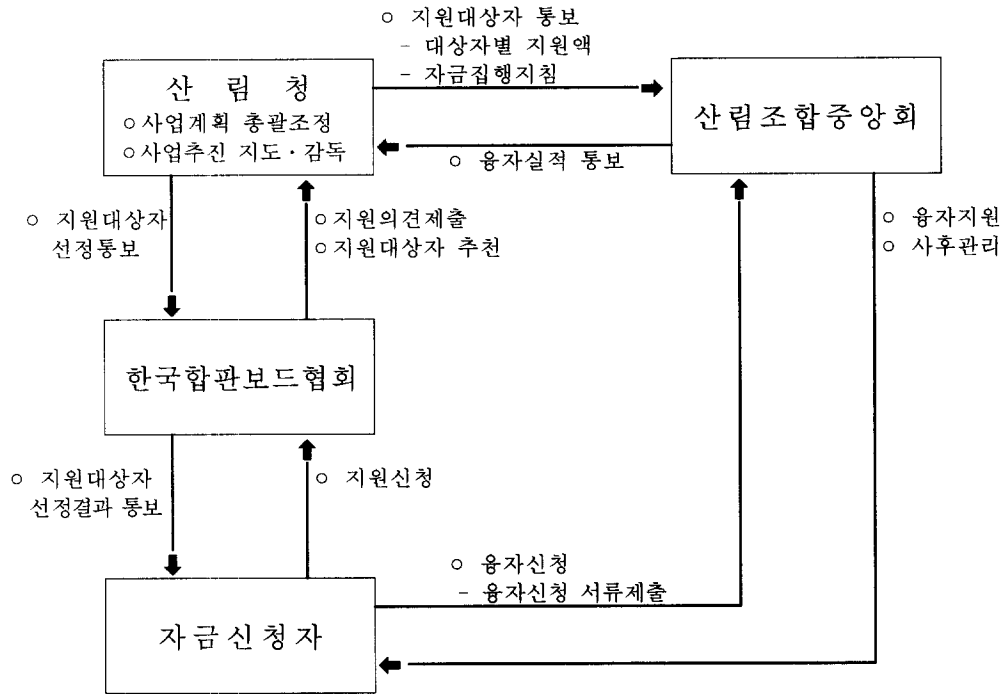 ○ 지원대상자 통보
- 대상자별 지원액
- 자금집행지침
산 림 청
○사업계획 총괄조정
○사업추진 지도·감독
산림조합중앙회
○ 융자실적 통보
○ 지원대상자
선정통보
○지원의견제출
○지원대상자 추천
○ 융자지원
○ 사후관리
한국합판보드협회
○ 지원대상자
선정결과 통보
○ 지원신청
○ 융자신청
- 융자신청 서류제출
자금신청자